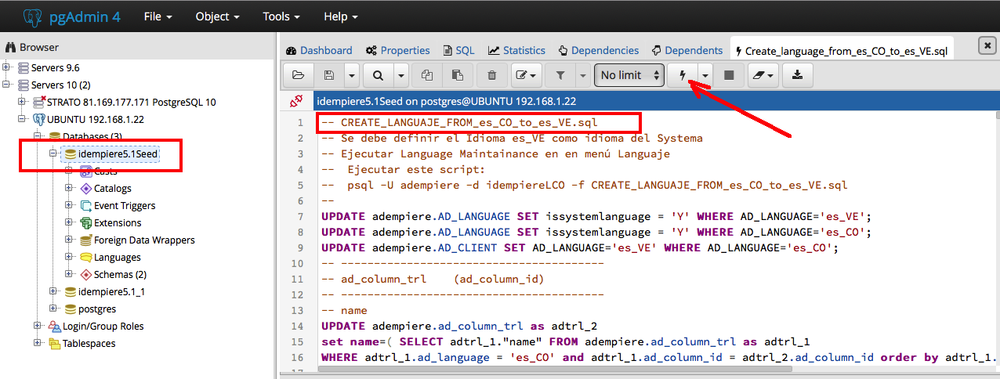 pgAdmin 4 File Object Tools Help
Browser
Servers 9.6
Servers 10 (2)
STRATO 81.169.177.171 PostgreSQL 10
UBUNTU 192.168.1.22
Databases (3)
idempiere5.1Seed
Casts
Catalogs
Event Triggers
Extensions
Foreign Data Wrappers
Languages
Schemas (2)
idempiere5.1_1
postgres
Login/Group Roles
Tablespaces
Dashboard Properties SQL Statistics Dependencies Dependents Create_language_from_es_CO_to_es_VE.sql
No limit
idempiere5.1Seed on postgres@UBUNTU 192.168.1.22
1 -- CREATE_LANGUAJE_FROM_es_CO_to_es_VE.sql
2 -- Se debe definir el Idioma es_VE como idioma del Systema
3 -- Ejecutar Language Maintainance en en menú Languaje
4 --  Ejecutar este script:
5 --  psql -U adempiere -d idempiereLCO -f CREATE_LANGUAJE_FROM_es_CO_to_es_VE.sql
6 --
7 UPDATE adempiere.AD_LANGUAGE SET issystemlanguage = 'Y' WHERE AD_LANGUAGE='es_VE';
8 UPDATE adempiere.AD_LANGUAGE SET issystemlanguage = 'Y' WHERE AD_LANGUAGE='es_CO';
9 UPDATE adempiere.AD_CLIENT SET AD_LANGUAGE='es_VE' WHERE AD_LANGUAGE='es_CO';
10 -- ----------------------------------
11 -- ad_column_trl    (ad_column_id)
12 -- ----------------------------------
13 -- name
14 UPDATE adempiere.ad_column_trl as adtrl_2
15 set name=( SELECT adtrl_1."name" FROM adempiere.ad_column_trl as adtrl_1
16 WHERE adtrl_1.ad_language = 'es_CO' and adtrl_1.ad_column_id = adtrl_2.ad_column_id order by adtrl_1.
17